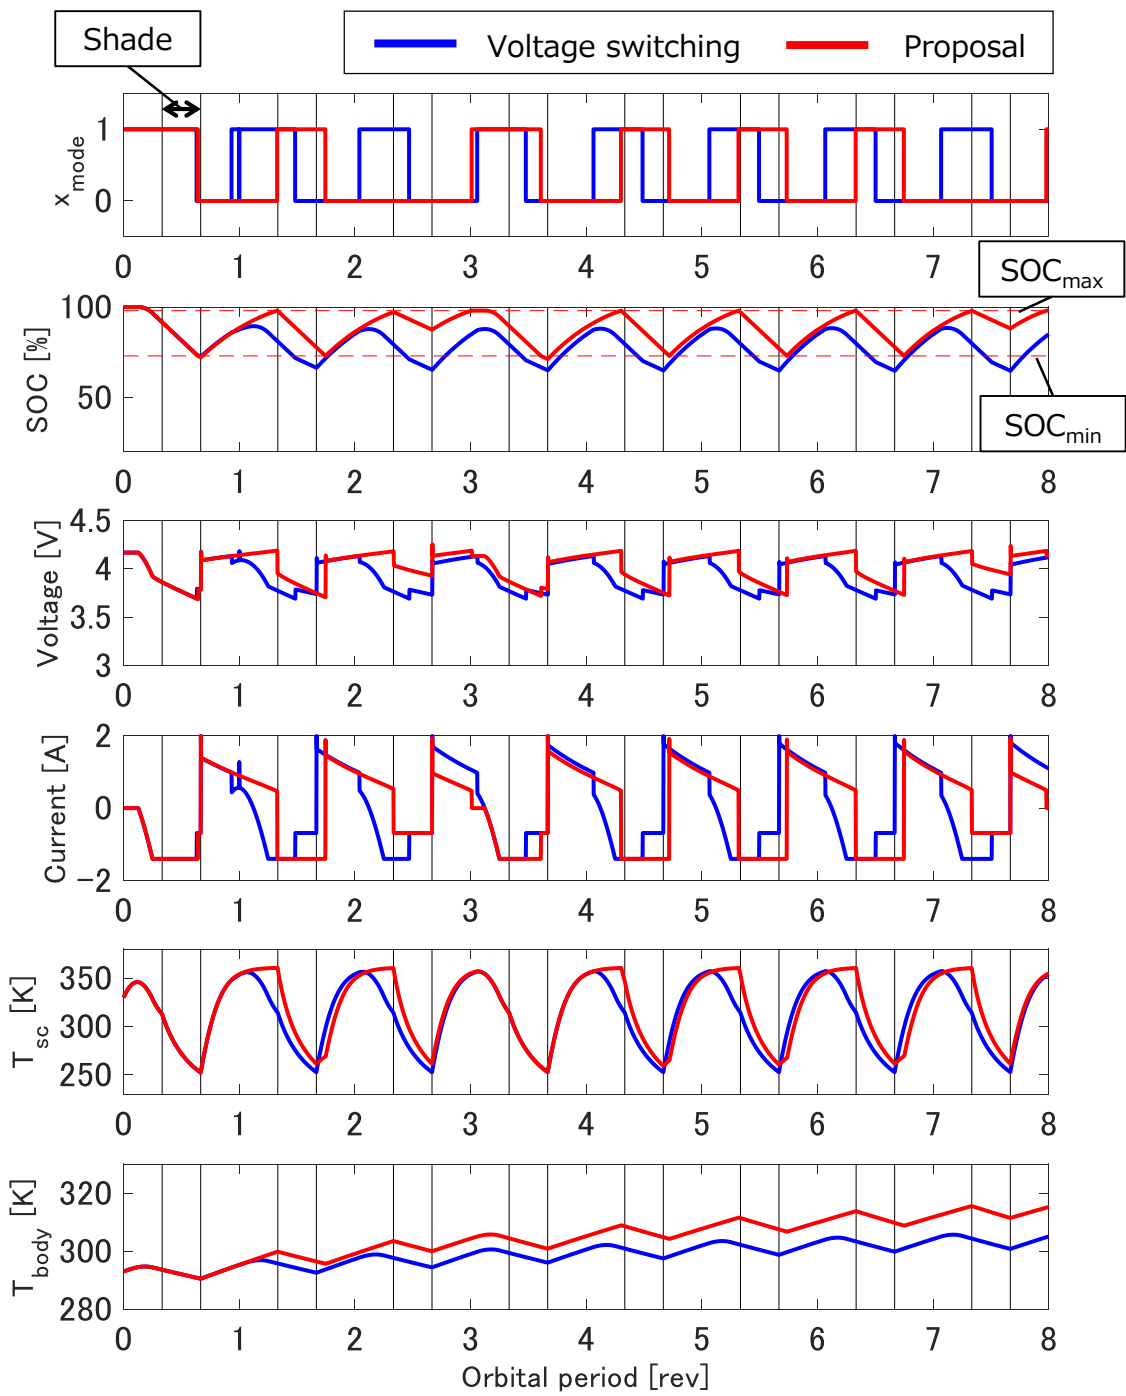 Shade
Voltage switching
Proposal
x_mode
1
0
0 1 2 3 4 5 6 7 8
SOC_max
SOC [%]
100
50
SOC_min
0 1 2 3 4 5 6 7 8
Voltage [V]
4.5
4
3.5
3
0 1 2 3 4 5 6 7 8
Current [A]
2
0
-2
0 1 2 3 4 5 6 7 8
T_sc [K]
350
300
250
0 1 2 3 4 5 6 7 8
T_body [K]
320
300
280
0 1 2 3 4 5 6 7 8
Orbital period [rev]